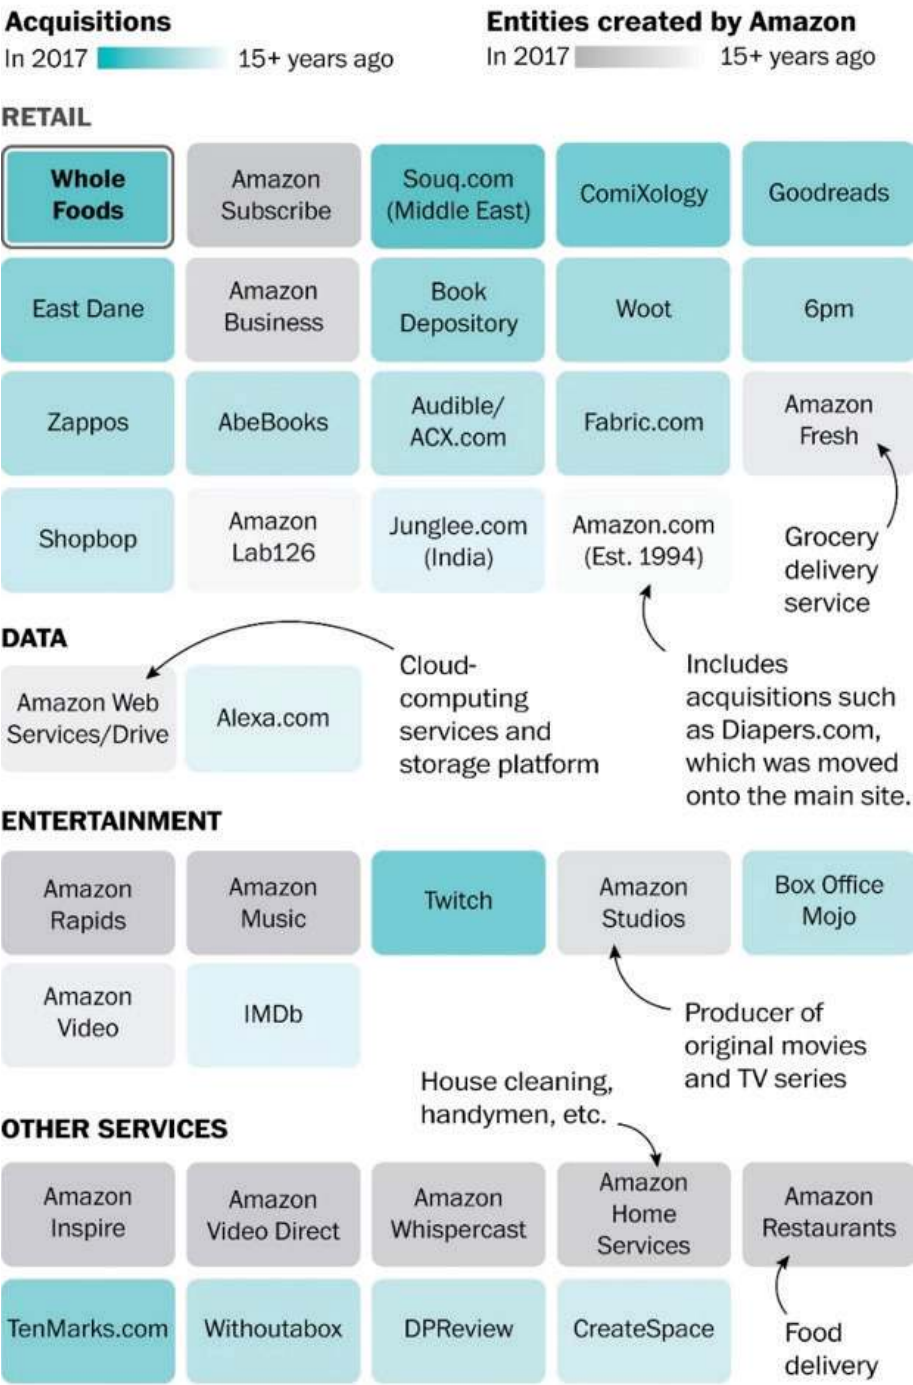 Acquisitions
In 2017 15+ years ago
Entities created by Amazon
In 2017 15+ years ago
RETAIL
Whole
Foods
Amazon
Subscribe
Souq.com
(Middle East)
ComiXology
Goodreads
East Dane
Amazon
Business
Book
Depository
Woot
6pm
Zappos
AbeBooks
Audible/
ACX.com
Fabric.com
Amazon
Fresh
Shopbop
Amazon
Lab126
Junglee.com
(India)
Amazon.com
(Est. 1994)
Grocery
delivery
service
DATA
Amazon Web
Services/Drive
Alexa.com
Cloud-
computing
services and
storage platform
Includes
acquisitions such
as Diapers.com,
which was moved
onto the main site.
ENTERTAINMENT
Amazon
Rapids
Amazon
Music
Twitch
Amazon
Studios
Box Office
Mojo
Amazon
Video
IMDb
Producer of
original movies
and TV series
House cleaning,
handymen, etc.
OTHER SERVICES
Amazon
Inspire
Amazon
Video Direct
Amazon
Whispercast
Amazon
Home
Services
Amazon
Restaurants
TenMarks.com
Withoutabox
DPReview
CreateSpace
Food
delivery